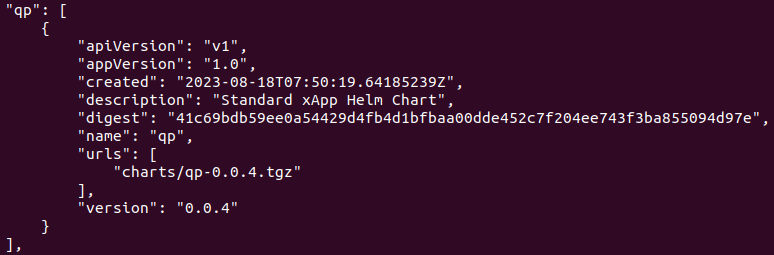 "qp": [
    {
        "apiVersion": "v1",
        "appVersion": "1.0",
        "created": "2023-08-18T07:50:19.64185239Z",
        "description": "Standard xApp Helm Chart",
        "digest": "41c69bdb59ee0a54429d4fb4d1bfbaa00dde452c7f204ee743f3ba855094d97e",
        "name": "qp",
        "urls": [
            "charts/qp-0.0.4.tgz"
        ],
        "version": "0.0.4"
    }
],